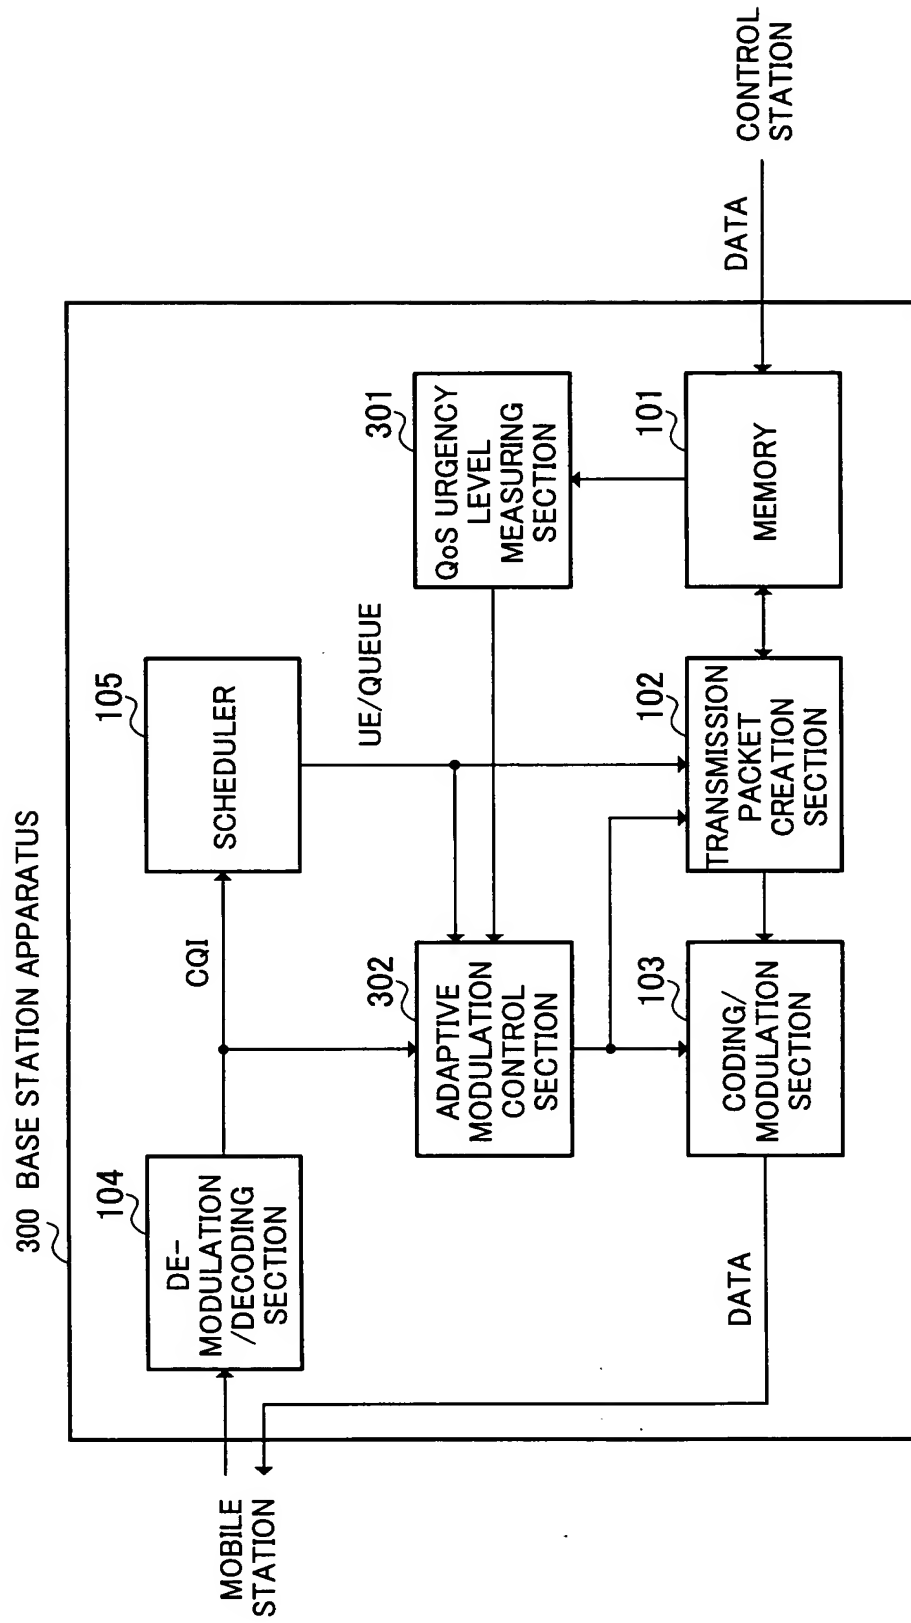 300 BASE STATION APPARATUS
MOBILE
STATION
104
DE-
MODULATION
/DECODING
SECTION
CQI
105
SCHEDULER
UE/QUEUE
302
ADAPTIVE
MODULATION
CONTROL
SECTION
301
QoS URGENCY
LEVEL
MEASURING
SECTION
DATA
103
CODING/
MODULATION
SECTION
102
TRANSMISSION
PACKET
CREATION
SECTION
101
MEMORY
DATA
CONTROL
STATION